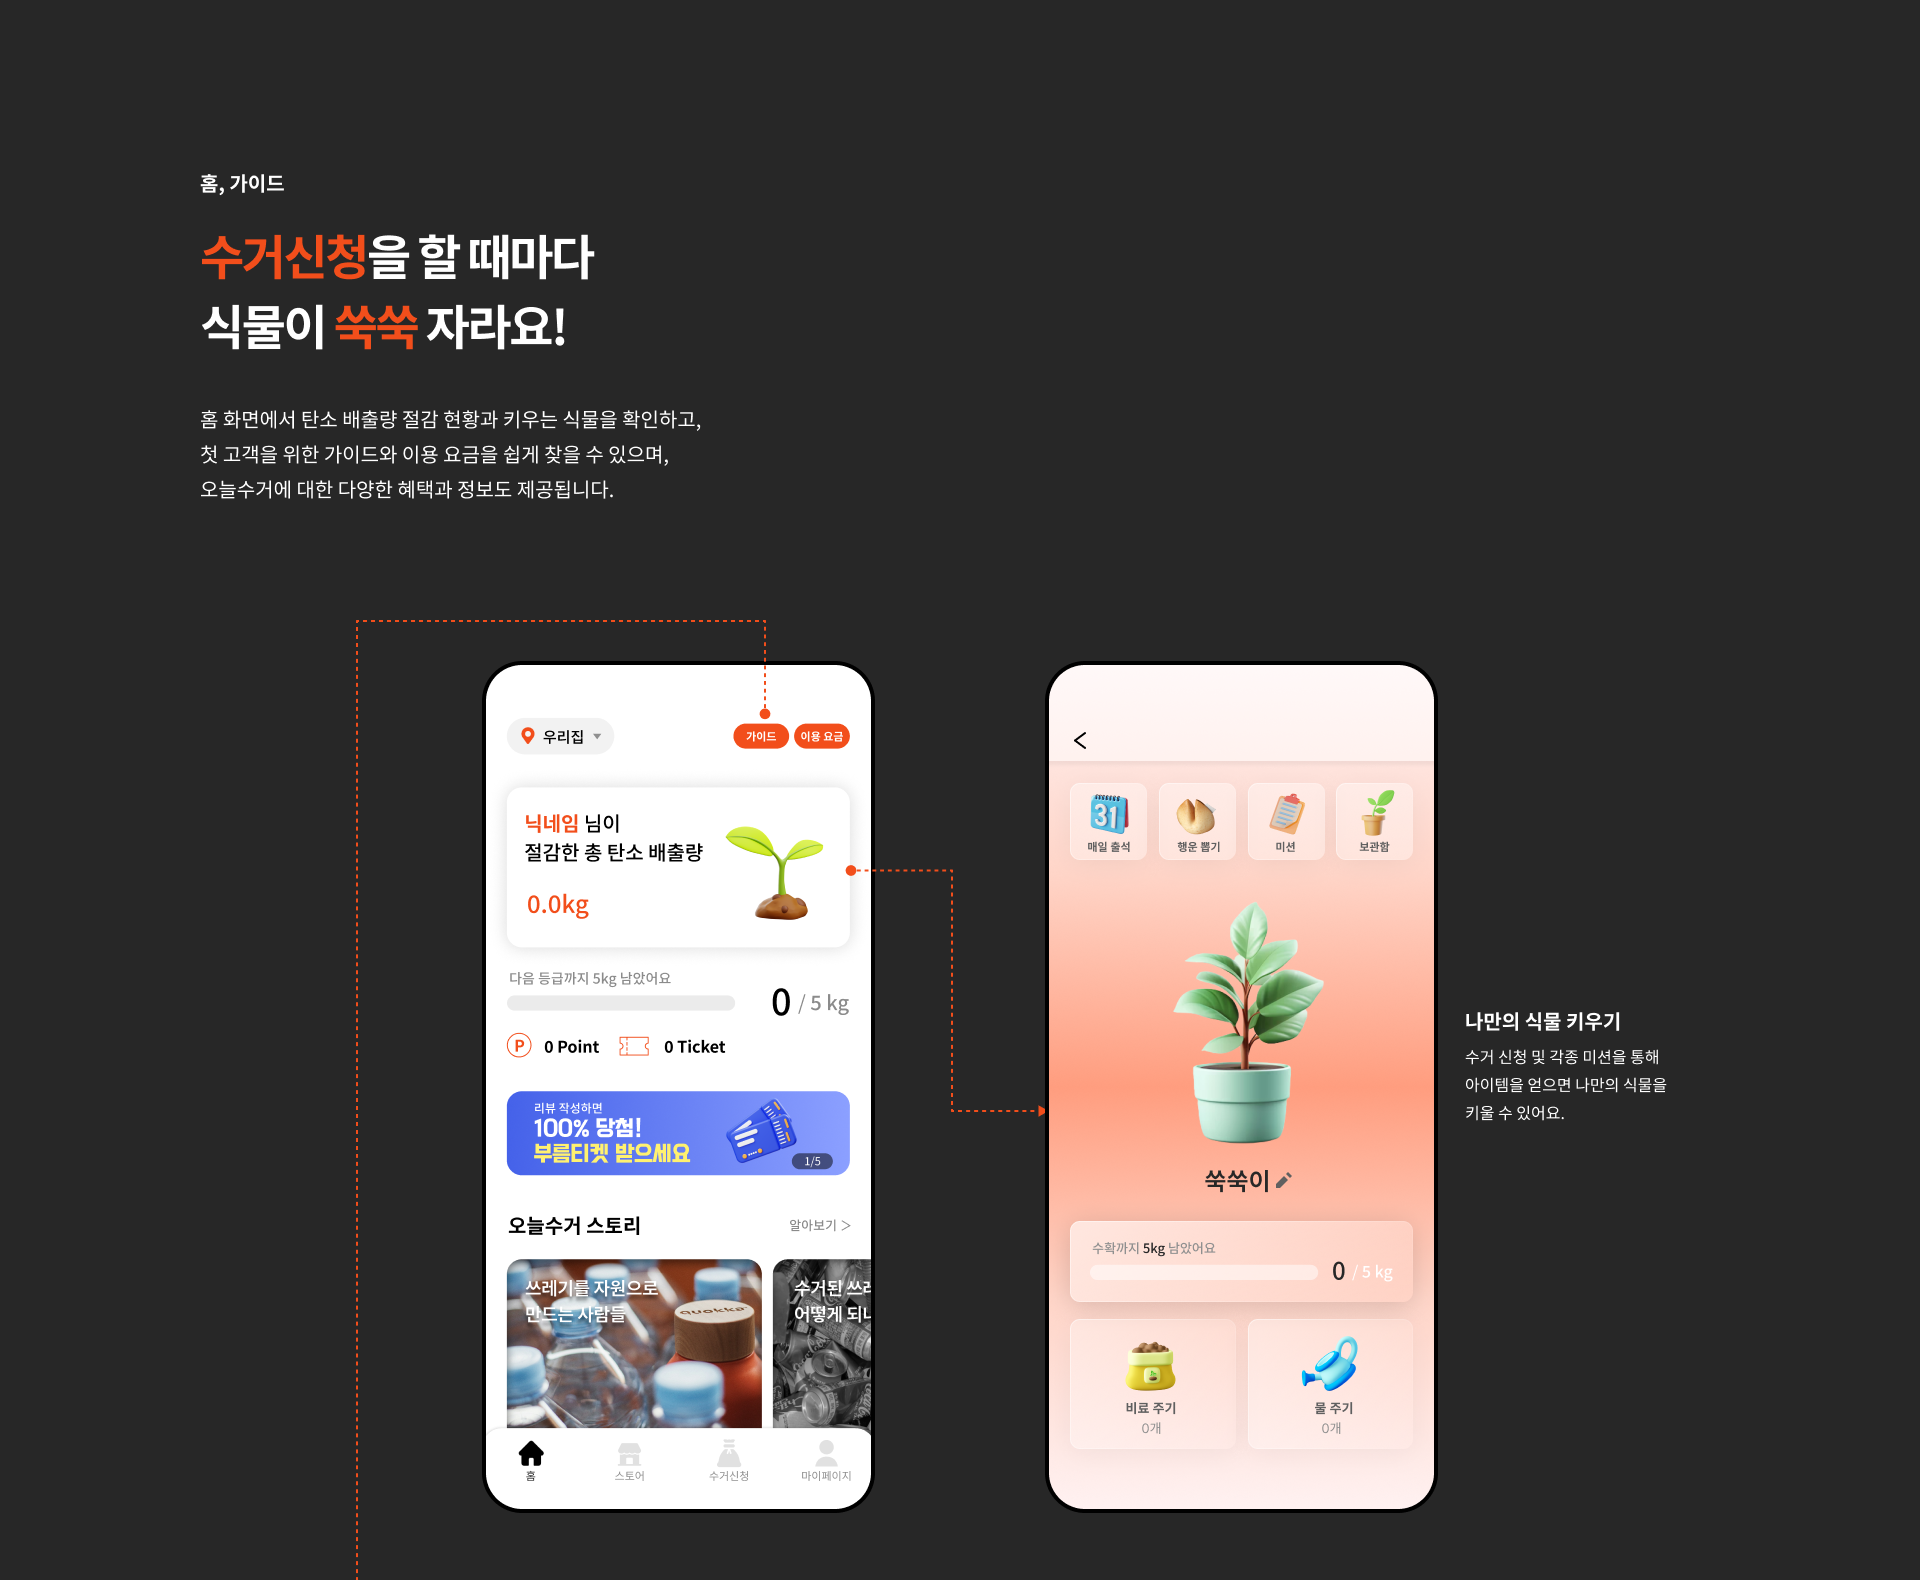 홈, 가이드
수거신청을 할 때마다
식물이 쑥쑥 자라요!
홈 화면에서 탄소 배출량 절감 현황과 키우는 식물을 확인하고,
첫 고객을 위한 가이드와 이용 요금을 쉽게 찾을 수 있으며,
오늘수거에 대한 다양한 혜택과 정보도 제공됩니다.
우리집
가이드
이용 요금
닉네임 님이
절감한 총 탄소 배출량
0.0kg
다음 등급까지 5kg 남았어요
0 / 5 kg
P 0 Point
0 Ticket
리뷰 작성하면
100% 당첨!
부름티켓 받으세요
1/5
오늘수거 스토리
알아보기 >
쓰레기를 자원으로
만드는 사람들
quokka
수거된 쓰레
어떻게 되
홈
스토어
수거신청
마이페이지
31
매일 출석
행운 뽑기
미션
보관함
쑥쑥이
수확까지 5kg 남았어요
0 / 5 kg
비료 주기
0개
물 주기
0개
나만의 식물 키우기
수거 신청 및 각종 미션을 통해
아이템을 얻으면 나만의 식물을
키울 수 있어요.